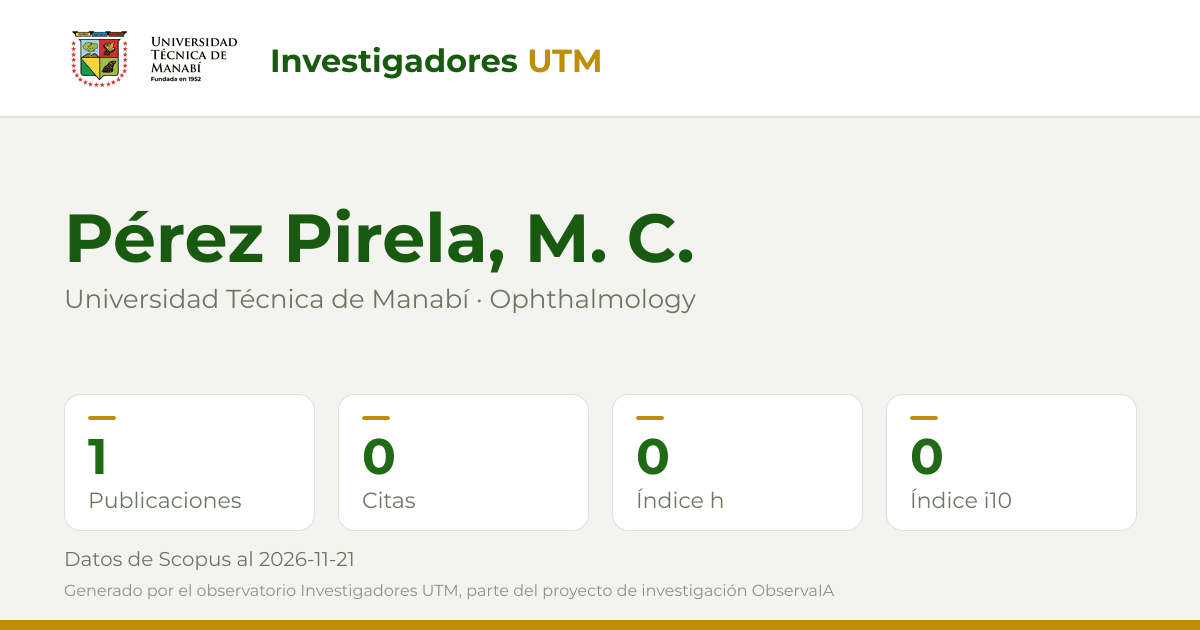 UNIVERSIDAD
TÉCNICA DE
MANABÍ
Fundada en 1952
Investigadores UTM
Pérez Pirela, M. C.
Universidad Técnica de Manabí · Ophthalmology
1
Publicaciones
0
Citas
0
Índice h
0
Índice i10
Datos de Scopus al 2026-11-21
Generado por el observatorio Investigadores UTM, parte del proyecto de investigación ObservaIA